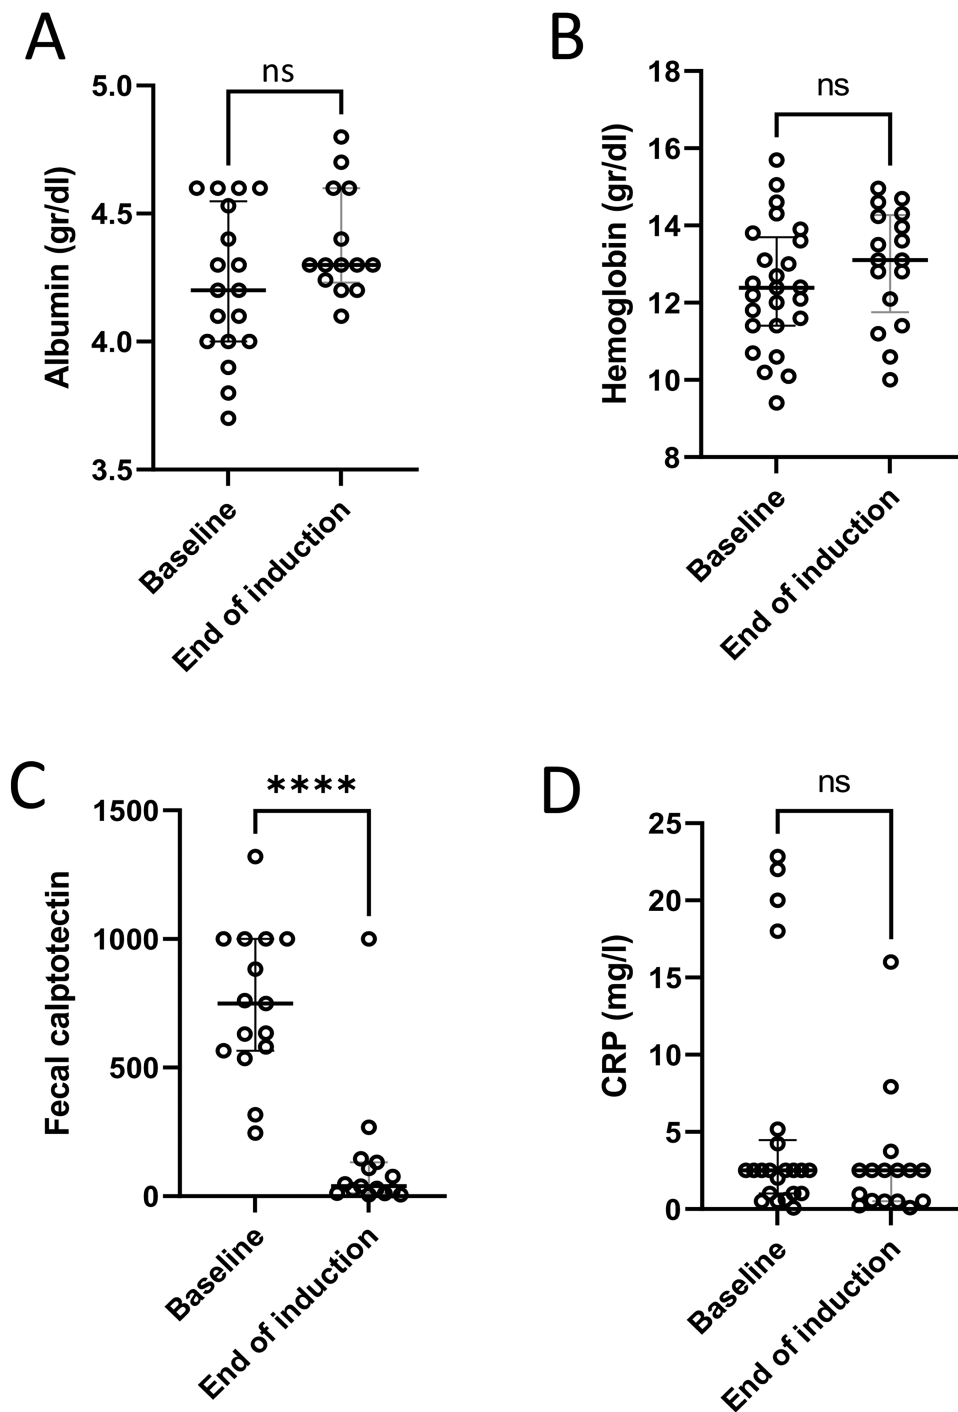 A
ns
5.0
4.5
4.0
3.5
Albumin (gr/dl)
Baseline
End of induction
B
ns
18
16
14
12
10
8
Hemoglobin (gr/dl)
Baseline
End of induction
C
****
1500
1000
500
0
Fecal calptotectin
Baseline
End of induction
D
ns
25
20
15
10
5
0
CRP (mg/l)
Baseline
End of induction